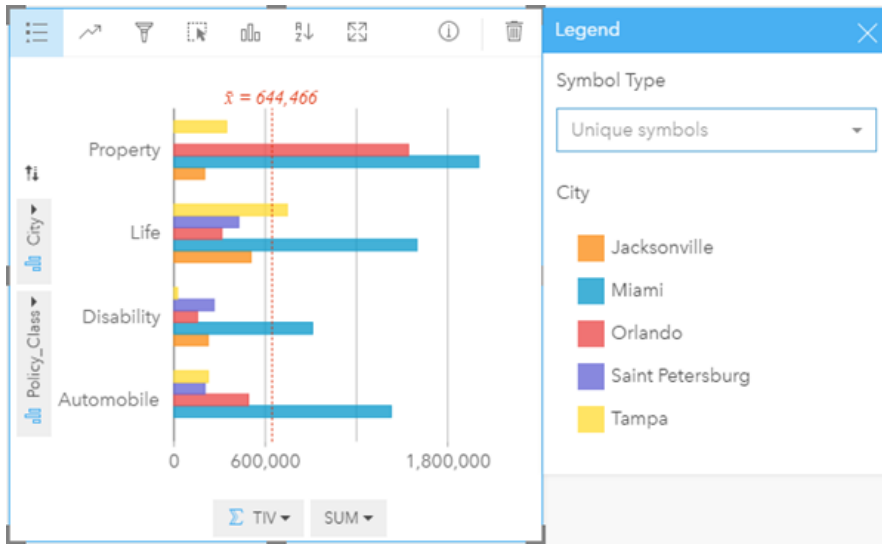 Legend
Symbol Type
Unique symbols
City
Jacksonville
Miami
Orlando
Saint Petersburg
Tampa
x̄ = 644,466
Property
Life
Disability
Automobile
City
Policy_Class
0
600,000
1,800,000
Σ TIV
SUM